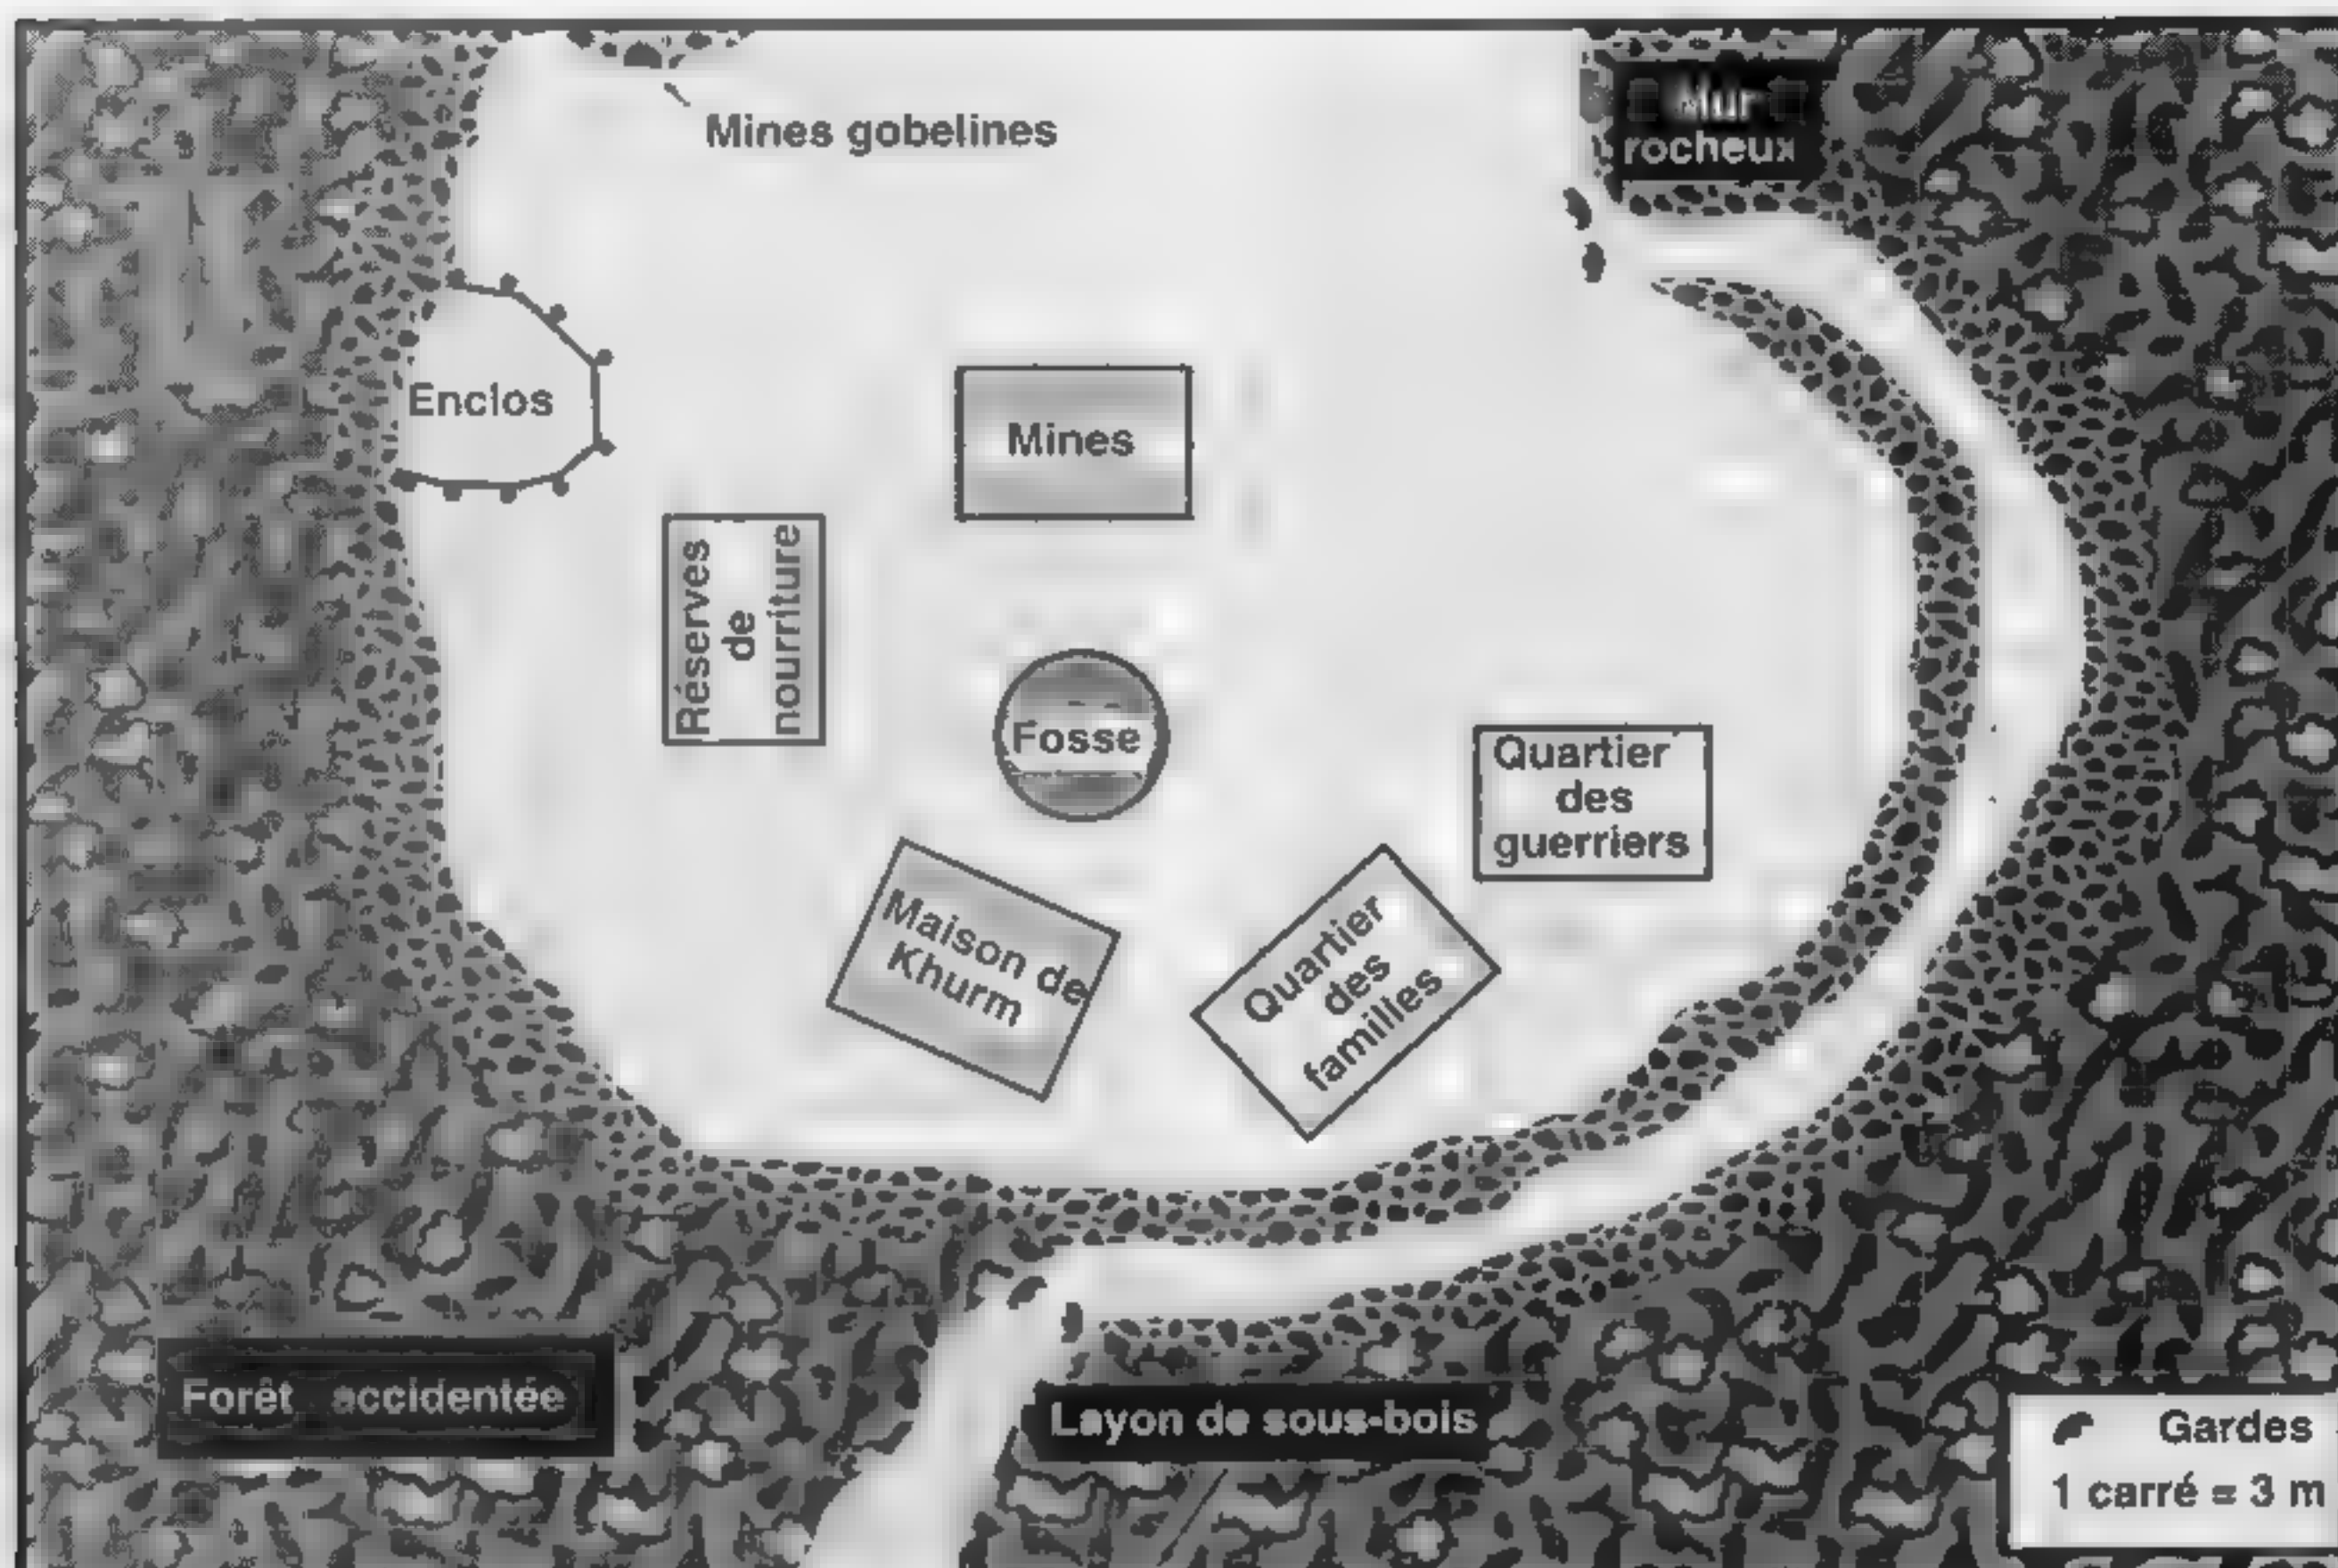 Mur
rocheux
Mines gobelines
Enclos
Mines
Réserves
de
nourriture
Fosse
Quartier
des
guerriers
Maison de
Khurm
Quartier
des
familles
Forêt accidentée
Layon de sous-bois
Gardes
1 carré = 3 m